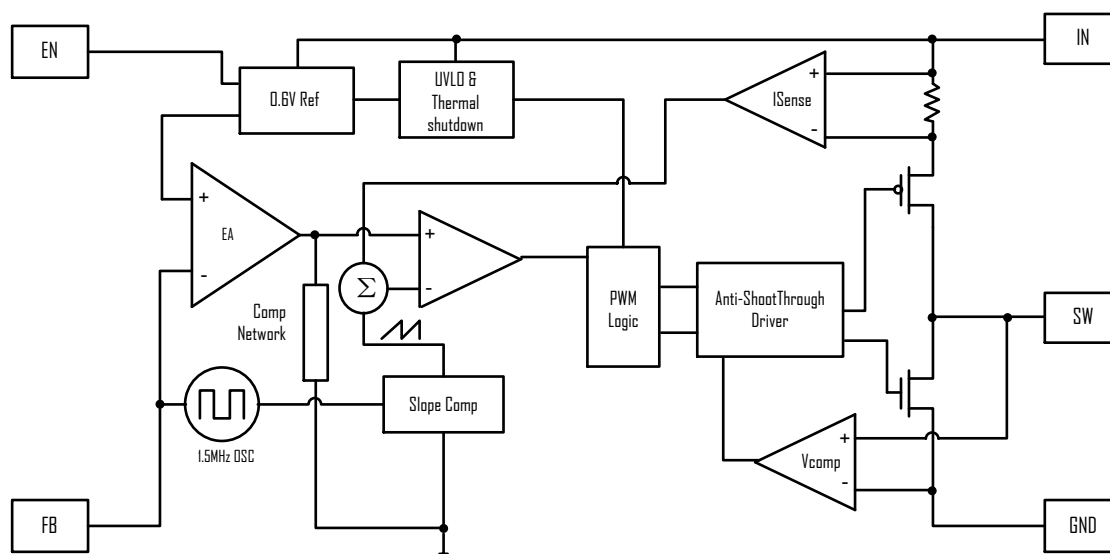 EN
IN
0.6V Ref
UVLO &
Thermal
shutdown
+
ISense
-
+
EA
-
+
-
Σ
Comp
Network
PWM
Logic
Anti-ShootThrough
Driver
SW
Slope Comp
1.5MHz OSC
+
Vcomp
-
FB
GND